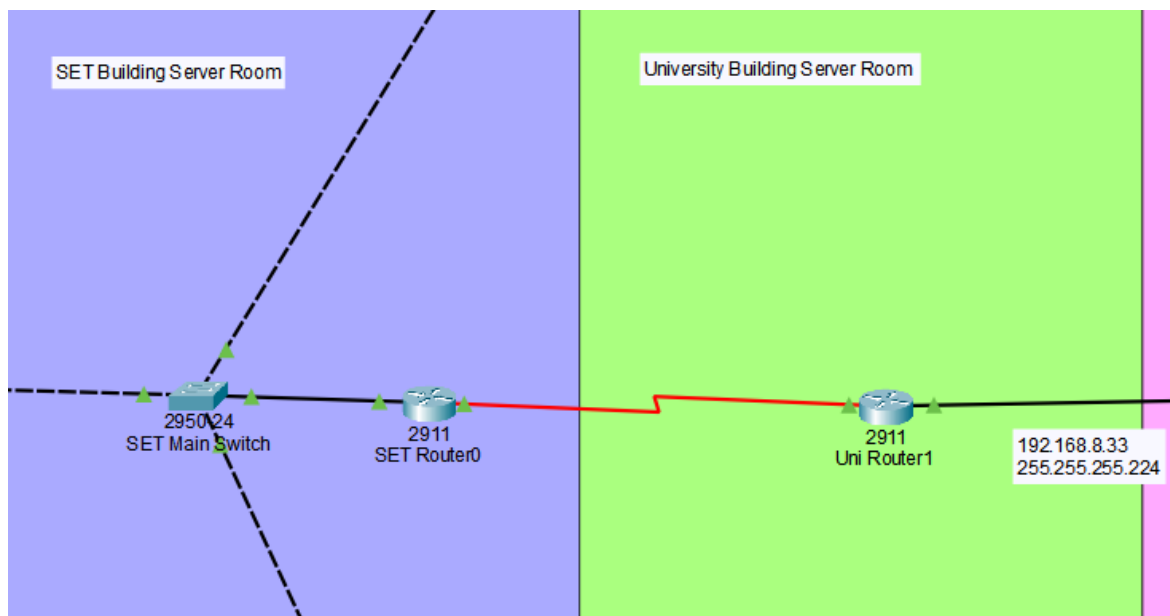 SET Building Server Room
University Building Server Room
2950-24
SET Main Switch
2911
SET Router0
2911
Uni Router1
192.168.8.33
255.255.255.224